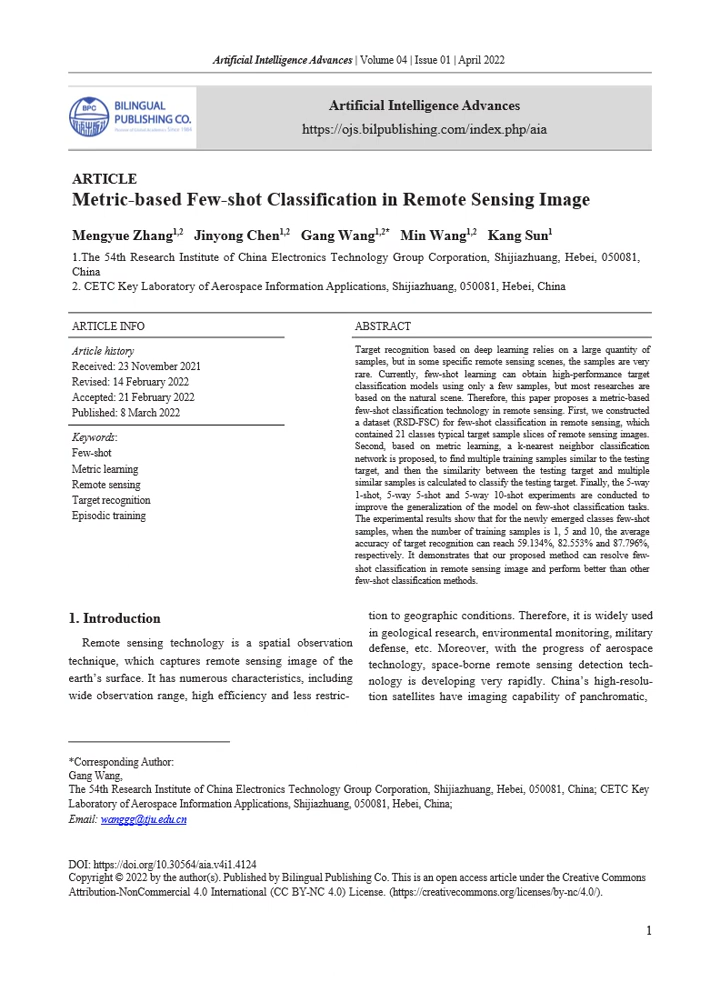 Artificial Intelligence Advances | Volume 04 | Issue 01 | April 2022
BPC
BILINGUAL
PUBLISHING CO.
Artificial Intelligence Advances
https://ojs.bilpublishing.com/index.php/aia
ARTICLE
Metric-based Few-shot Classification in Remote Sensing Image
Mengyue Zhang1,2 Jinyong Chen1,2 Gang Wang1,2* Min Wang1,2 Kang Sun1
1.The 54th Research Institute of China Electronics Technology Group Corporation, Shijiazhuang, Hebei, 050081,
China
2. CETC Key Laboratory of Aerospace Information Applications, Shijiazhuang, 050081, Hebei, China
ARTICLE INFO
Article history
Received: 23 November 2021
Revised: 14 February 2022
Accepted: 21 February 2022
Published: 8 March 2022
Keywords:
Few-shot
Metric learning
Remote sensing
Target recognition
Episodic training
ABSTRACT
Target recognition based on deep learning relies on a large quantity of
samples, but in some specific remote sensing scenes, the samples are very
rare. Currently, few-shot learning can obtain high-performance target
classification models using only a few samples, but most researches are
based on the natural scene. Therefore, this paper proposes a metric-based
few-shot classification technology in remote sensing. First, we constructed
a dataset (RSD-FSC) for few-shot classification in remote sensing, which
contained 21 classes typical target sample slices of remote sensing images.
Second, based on metric learning, a k-nearest neighbor classification
network is proposed, to find multiple training samples similar to the testing
target, and then the similarity between the testing target and multiple
similar samples is calculated to classify the testing target. Finally, the 5-way
1-shot, 5-way 5-shot and 5-way 10-shot experiments are conducted to
improve the generalization of the model on few-shot classification tasks.
The experimental results show that for the newly emerged classes few-shot
samples, when the number of training samples is 1, 5 and 10, the average
accuracy of target recognition can reach 59.134%, 82.553% and 87.796%,
respectively. It demonstrates that our proposed method can resolve few-
shot classification in remote sensing image and perform better than other
few-shot classification methods.
1. Introduction
Remote sensing technology is a spatial observation
technique, which captures remote sensing image of the
earth's surface. It has numerous characteristics, including
wide observation range, high efficiency and less restric-
tion to geographic conditions. Therefore, it is widely used
in geological research, environmental monitoring, military
defense, etc. Moreover, with the progress of aerospace
technology, space-borne remote sensing detection tech-
nology is developing very rapidly. China's high-resolu-
tion satellites have imaging capability of panchromatic,
*Corresponding Author:
Gang Wang,
The 54th Research Institute of China Electronics Technology Group Corporation, Shijiazhuang, Hebei, 050081, China; CETC Key
Laboratory of Aerospace Information Applications, Shijiazhuang, 050081, Hebei, China;
Email: wanggg@tju.edu.cn
DOI: https://doi.org/10.30564/aia.v4i1.4124
Copyright © 2022 by the author(s). Published by Bilingual Publishing Co. This is an open access article under the Creative Commons
Attribution-NonCommercial 4.0 International (CC BY-NC 4.0) License. (https://creativecommons.org/licenses/by-nc/4.0/).
1